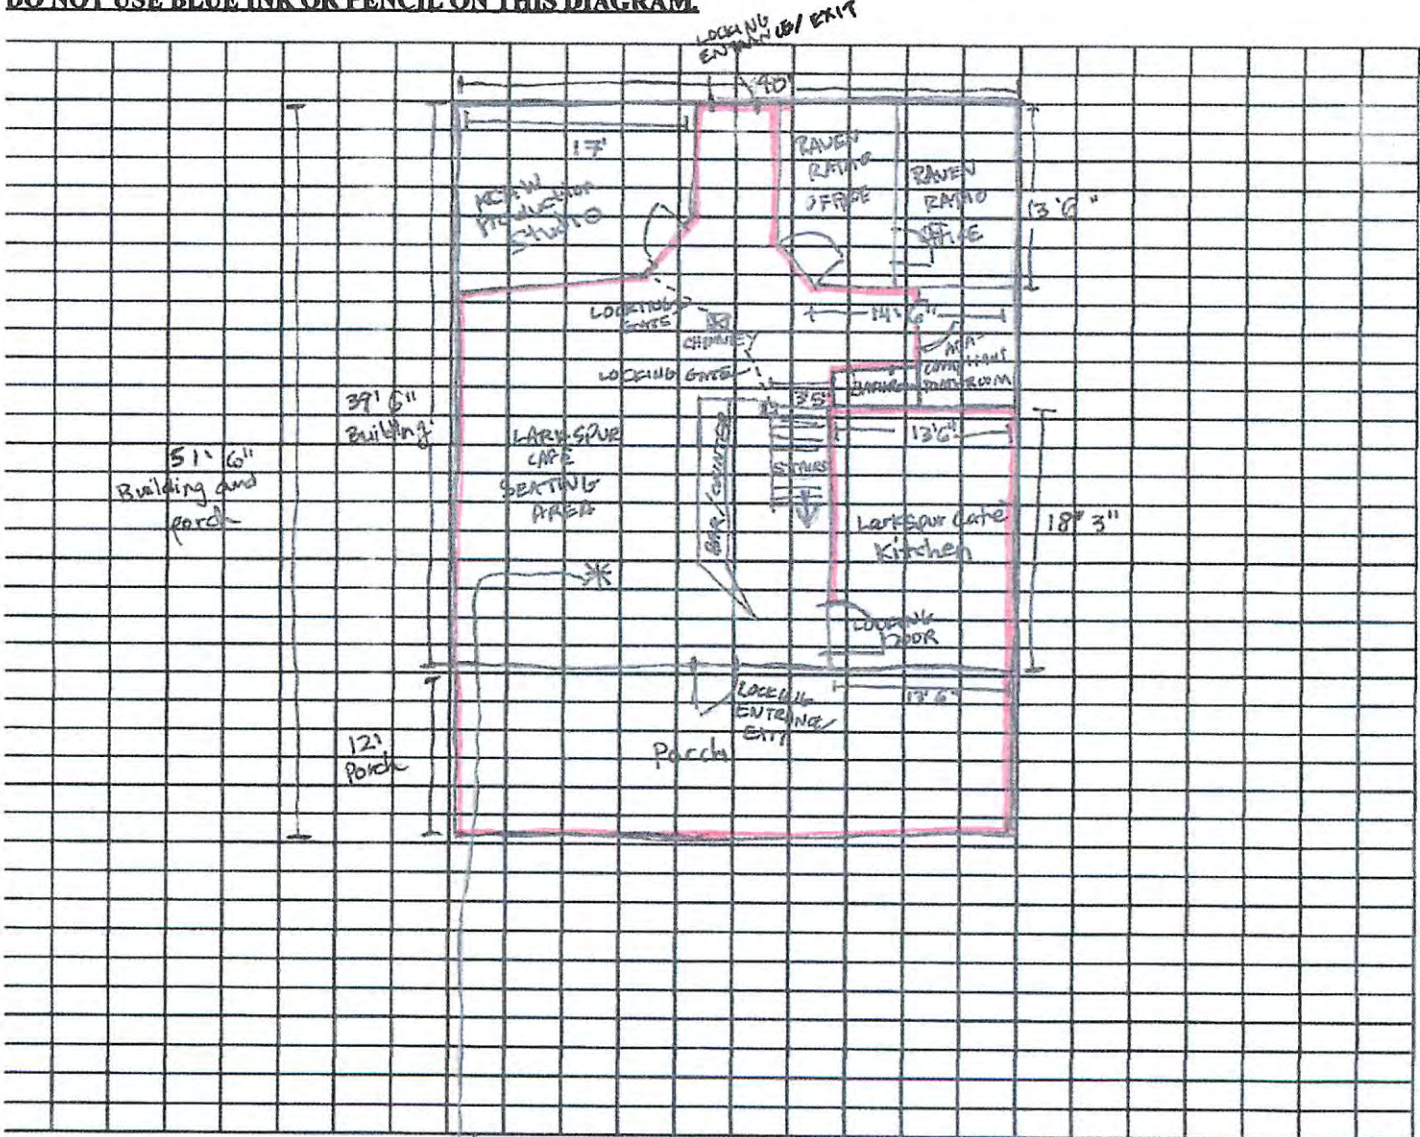 DO NOT USE BLUE INK OR PENCIL ON THIS DIAGRAM.
LOCKING
ENTRANCE/ EXIT
40'
17'
KCAW
PRODUCTION
Studio
RAVEN
RADIO
OFFICE
RAVEN
RADIO
OFFICE
13'6"
LOCKING
GATE
14'6"
CHIMNEY
ADA-
COMPLIANT
BATHROOM
LOCKING GATE
39'6"
Building
3'5"
13'6"
LARKSPUR
CAFE
SEATING
AREA
BAR/COUNTER
STAIRS
51'6"
Building and
porch
Larkspur Cafe
Kitchen
18' 3"
LOCKING
DOOR
LOCKING
ENTRANCE/
EXIT
13'6"
12'
Porch
Porch